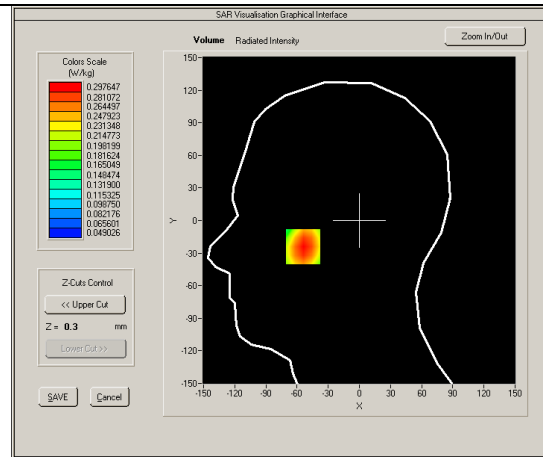 SAR Visualisation Graphical Interface
Volume Radiated Intensity
Zoom In/Out
Colors Scale
(W/kg)
0.297647
0.281072
0.264497
0.247923
0.231348
0.214773
0.198199
0.181624
0.165049
0.148474
0.131900
0.115325
0.098750
0.082176
0.065601
0.049026
Z-Cuts Control
<< Upper Cut
Z = 0.3 mm
Lower Cut >>
SAVE Cancel
150
120
90
60
30
0
-30
-60
-90
-120
-150
Y
-150 -120 -90 -60 -30 0 30 60 90 120 150
X